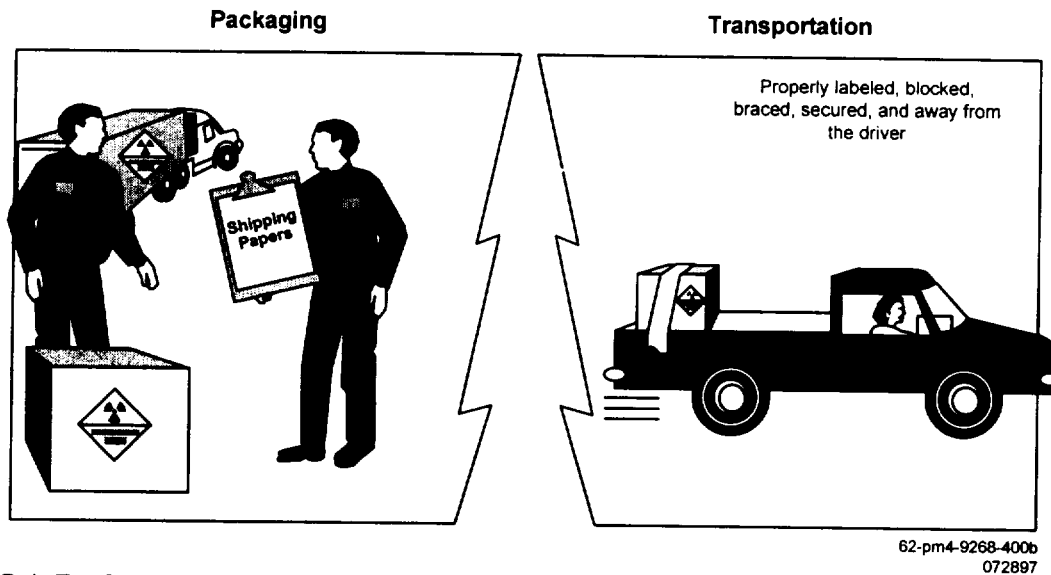 Packaging
Transportation
Properly labeled, blocked,
braced, secured, and away from
the driver
Shipping
Papers
62-pm4-9268-400b
072897